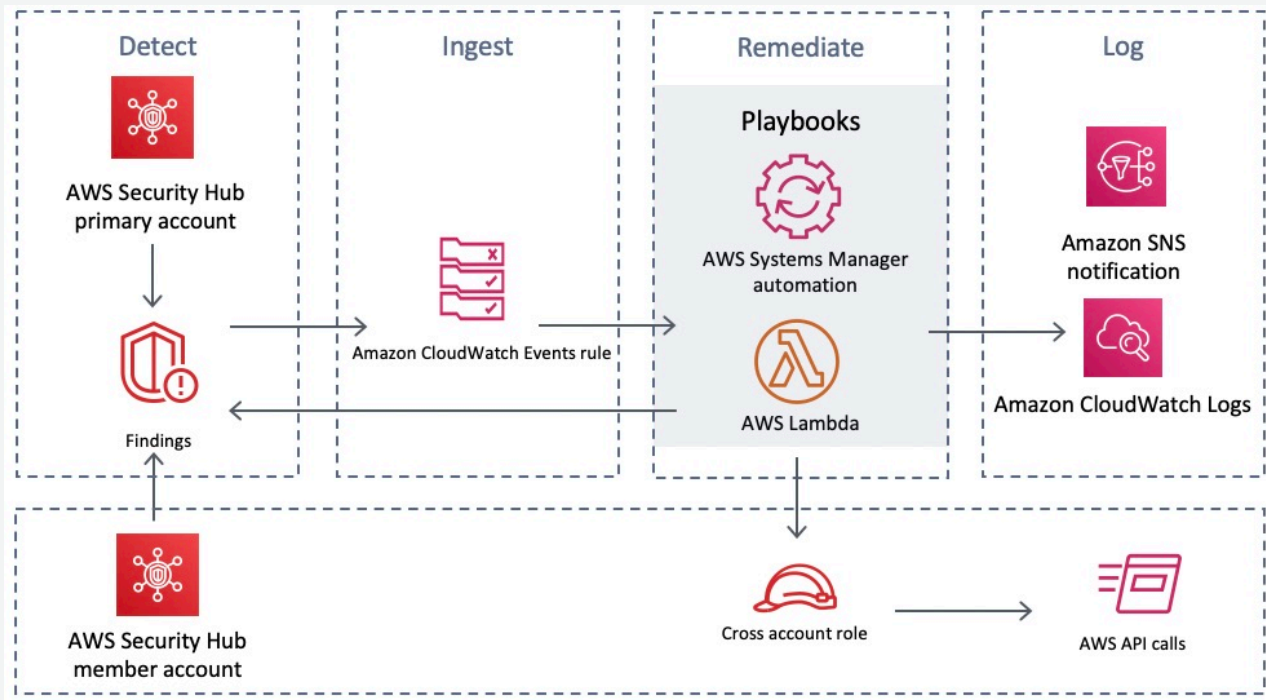 Detect
Ingest
Remediate
Log
AWS Security Hub
primary account
Findings
Amazon CloudWatch Events rule
Playbooks
AWS Systems Manager
automation
AWS Lambda
Amazon SNS
notification
Amazon CloudWatch Logs
AWS Security Hub
member account
Cross account role
AWS API calls